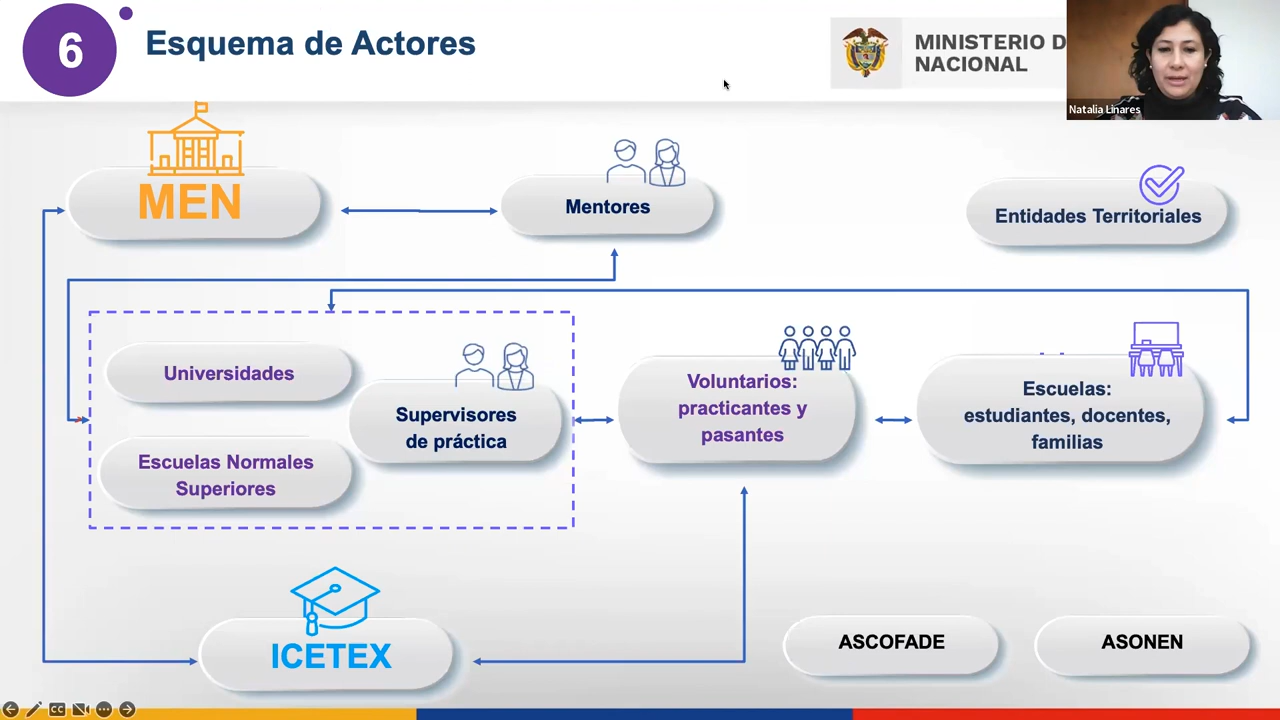 6
Esquema de Actores
MINISTERIO D
NACIONAL
Natalia Linares
MEN
Mentores
Entidades Territoriales
Universidades
Escuelas Normales
Superiores
Supervisores
de práctica
Voluntarios:
practicantes y
pasantes
Escuelas:
estudiantes, docentes,
familias
ICETEX
ASCOFADE
ASONEN
CC